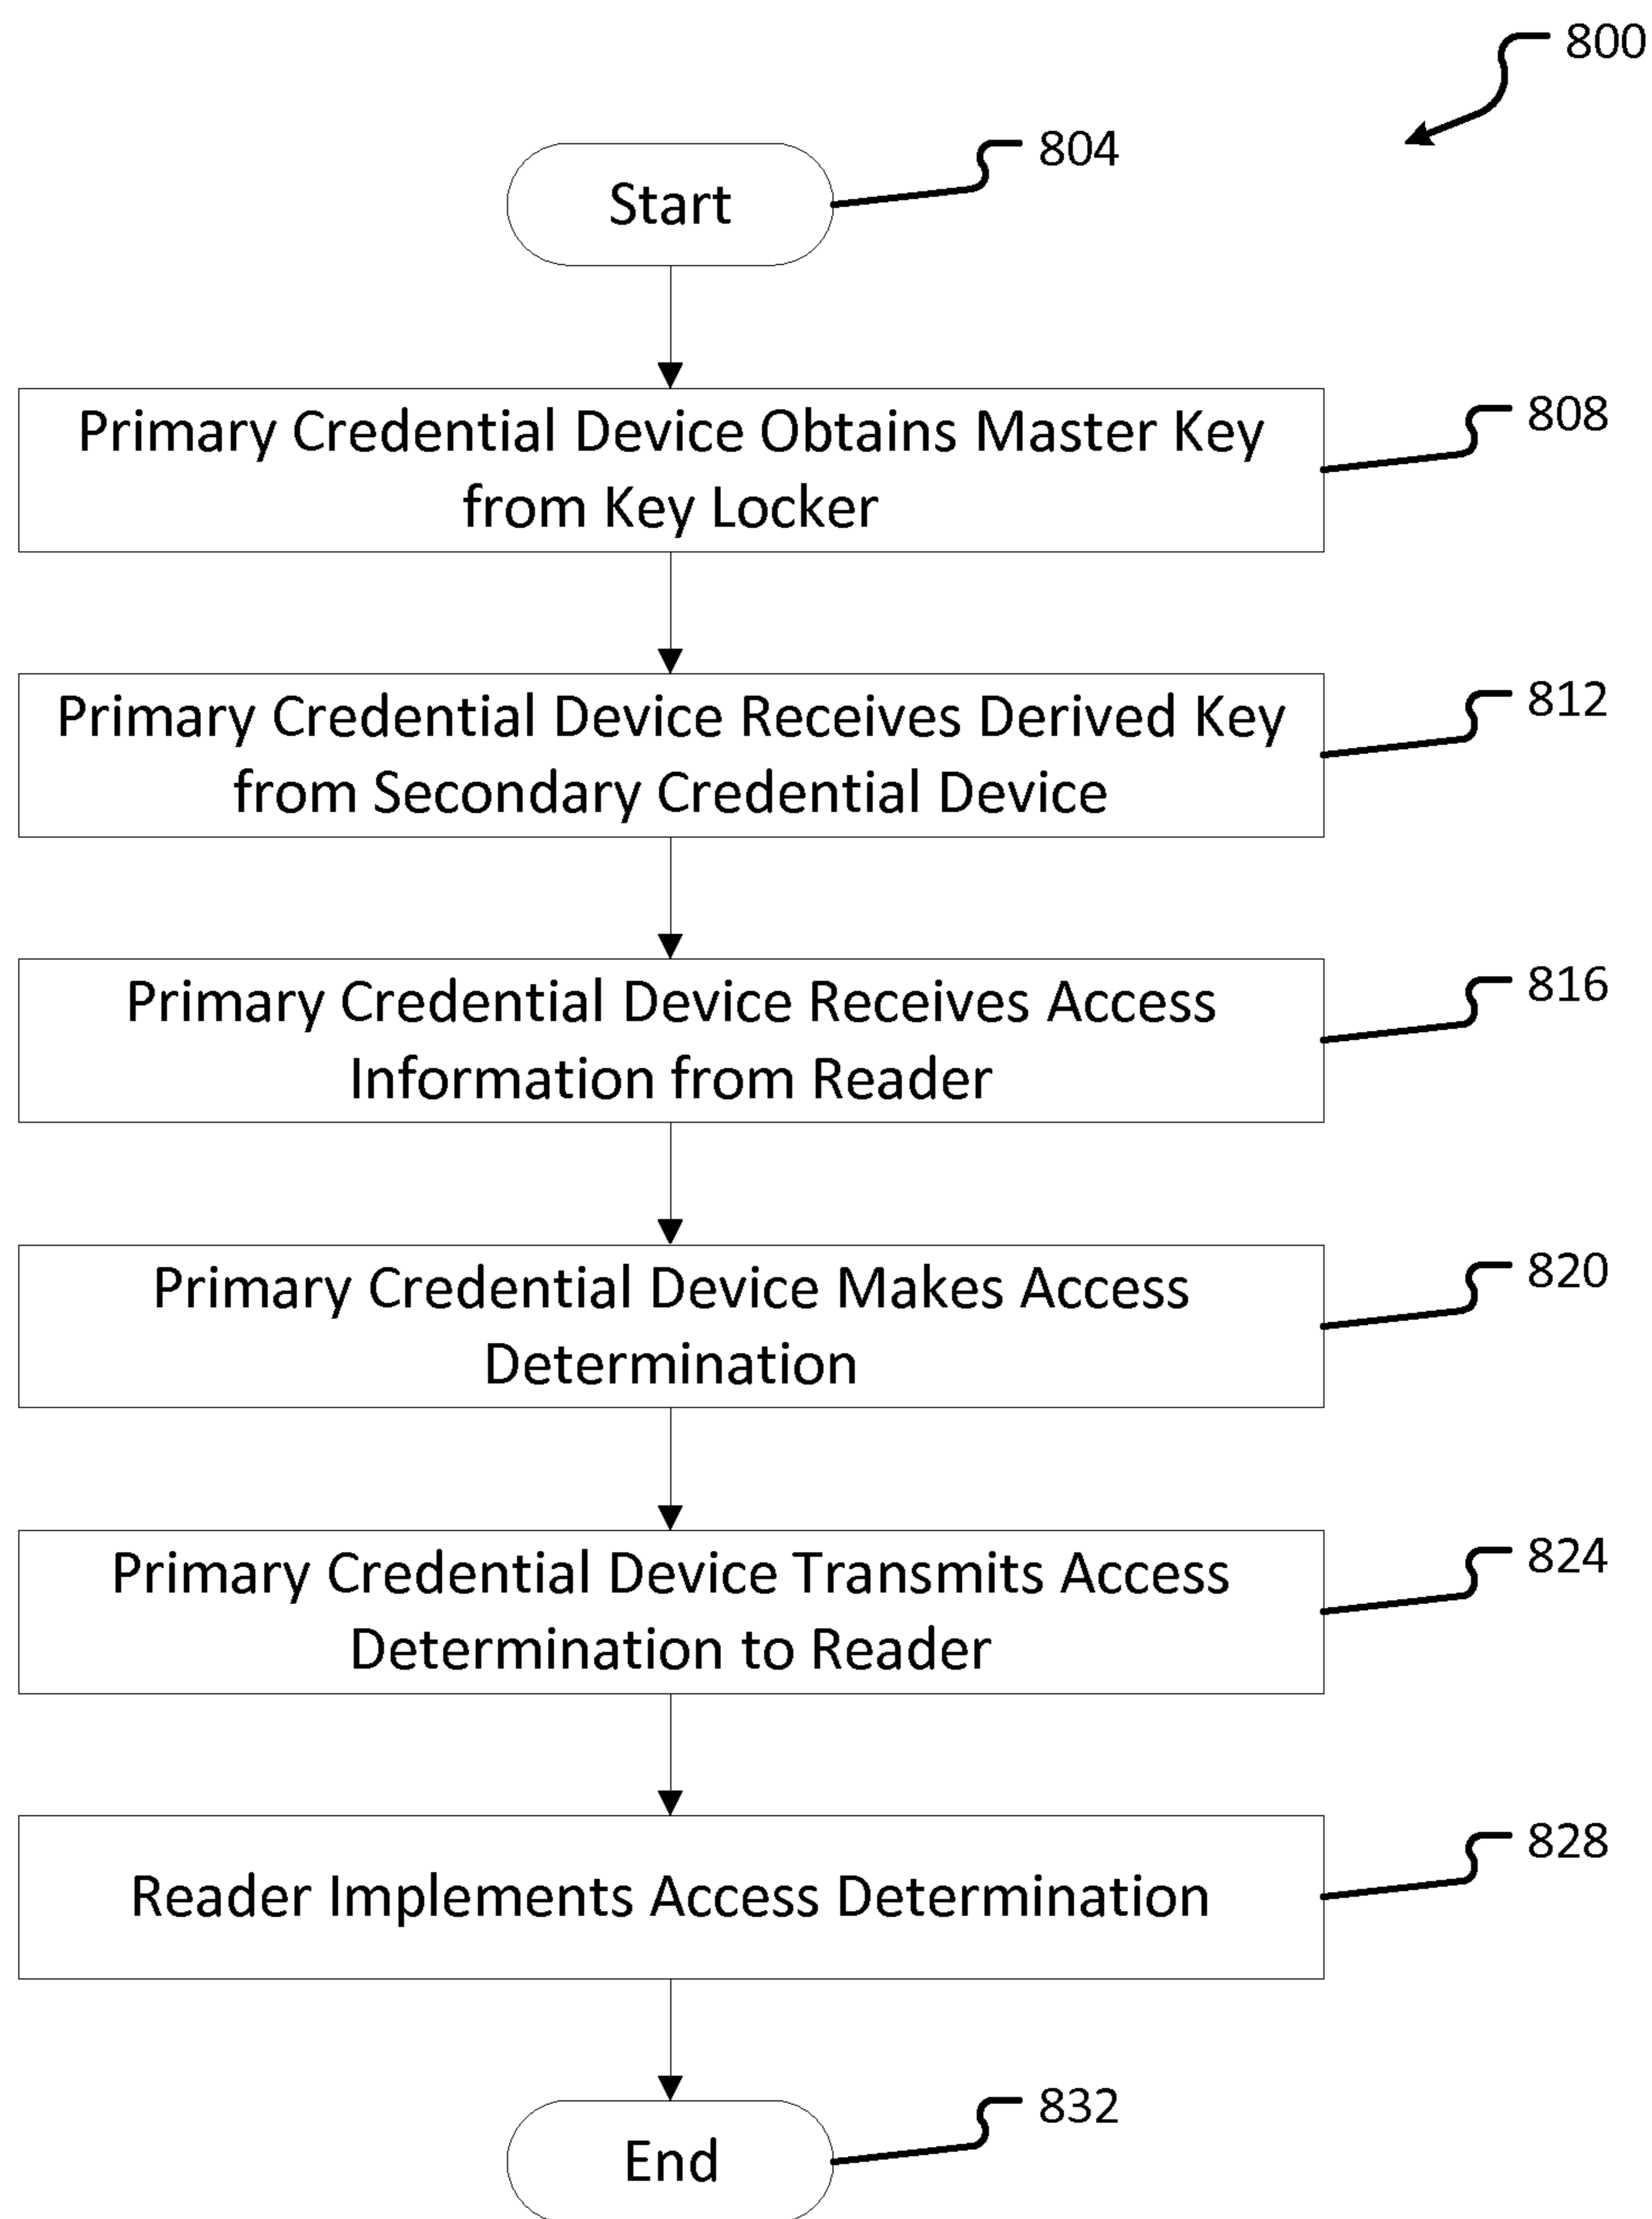 800
804
Start
808
Primary Credential Device Obtains Master Key
from Key Locker
812
Primary Credential Device Receives Derived Key
from Secondary Credential Device
816
Primary Credential Device Receives Access
Information from Reader
820
Primary Credential Device Makes Access
Determination
824
Primary Credential Device Transmits Access
Determination to Reader
828
Reader Implements Access Determination
832
End